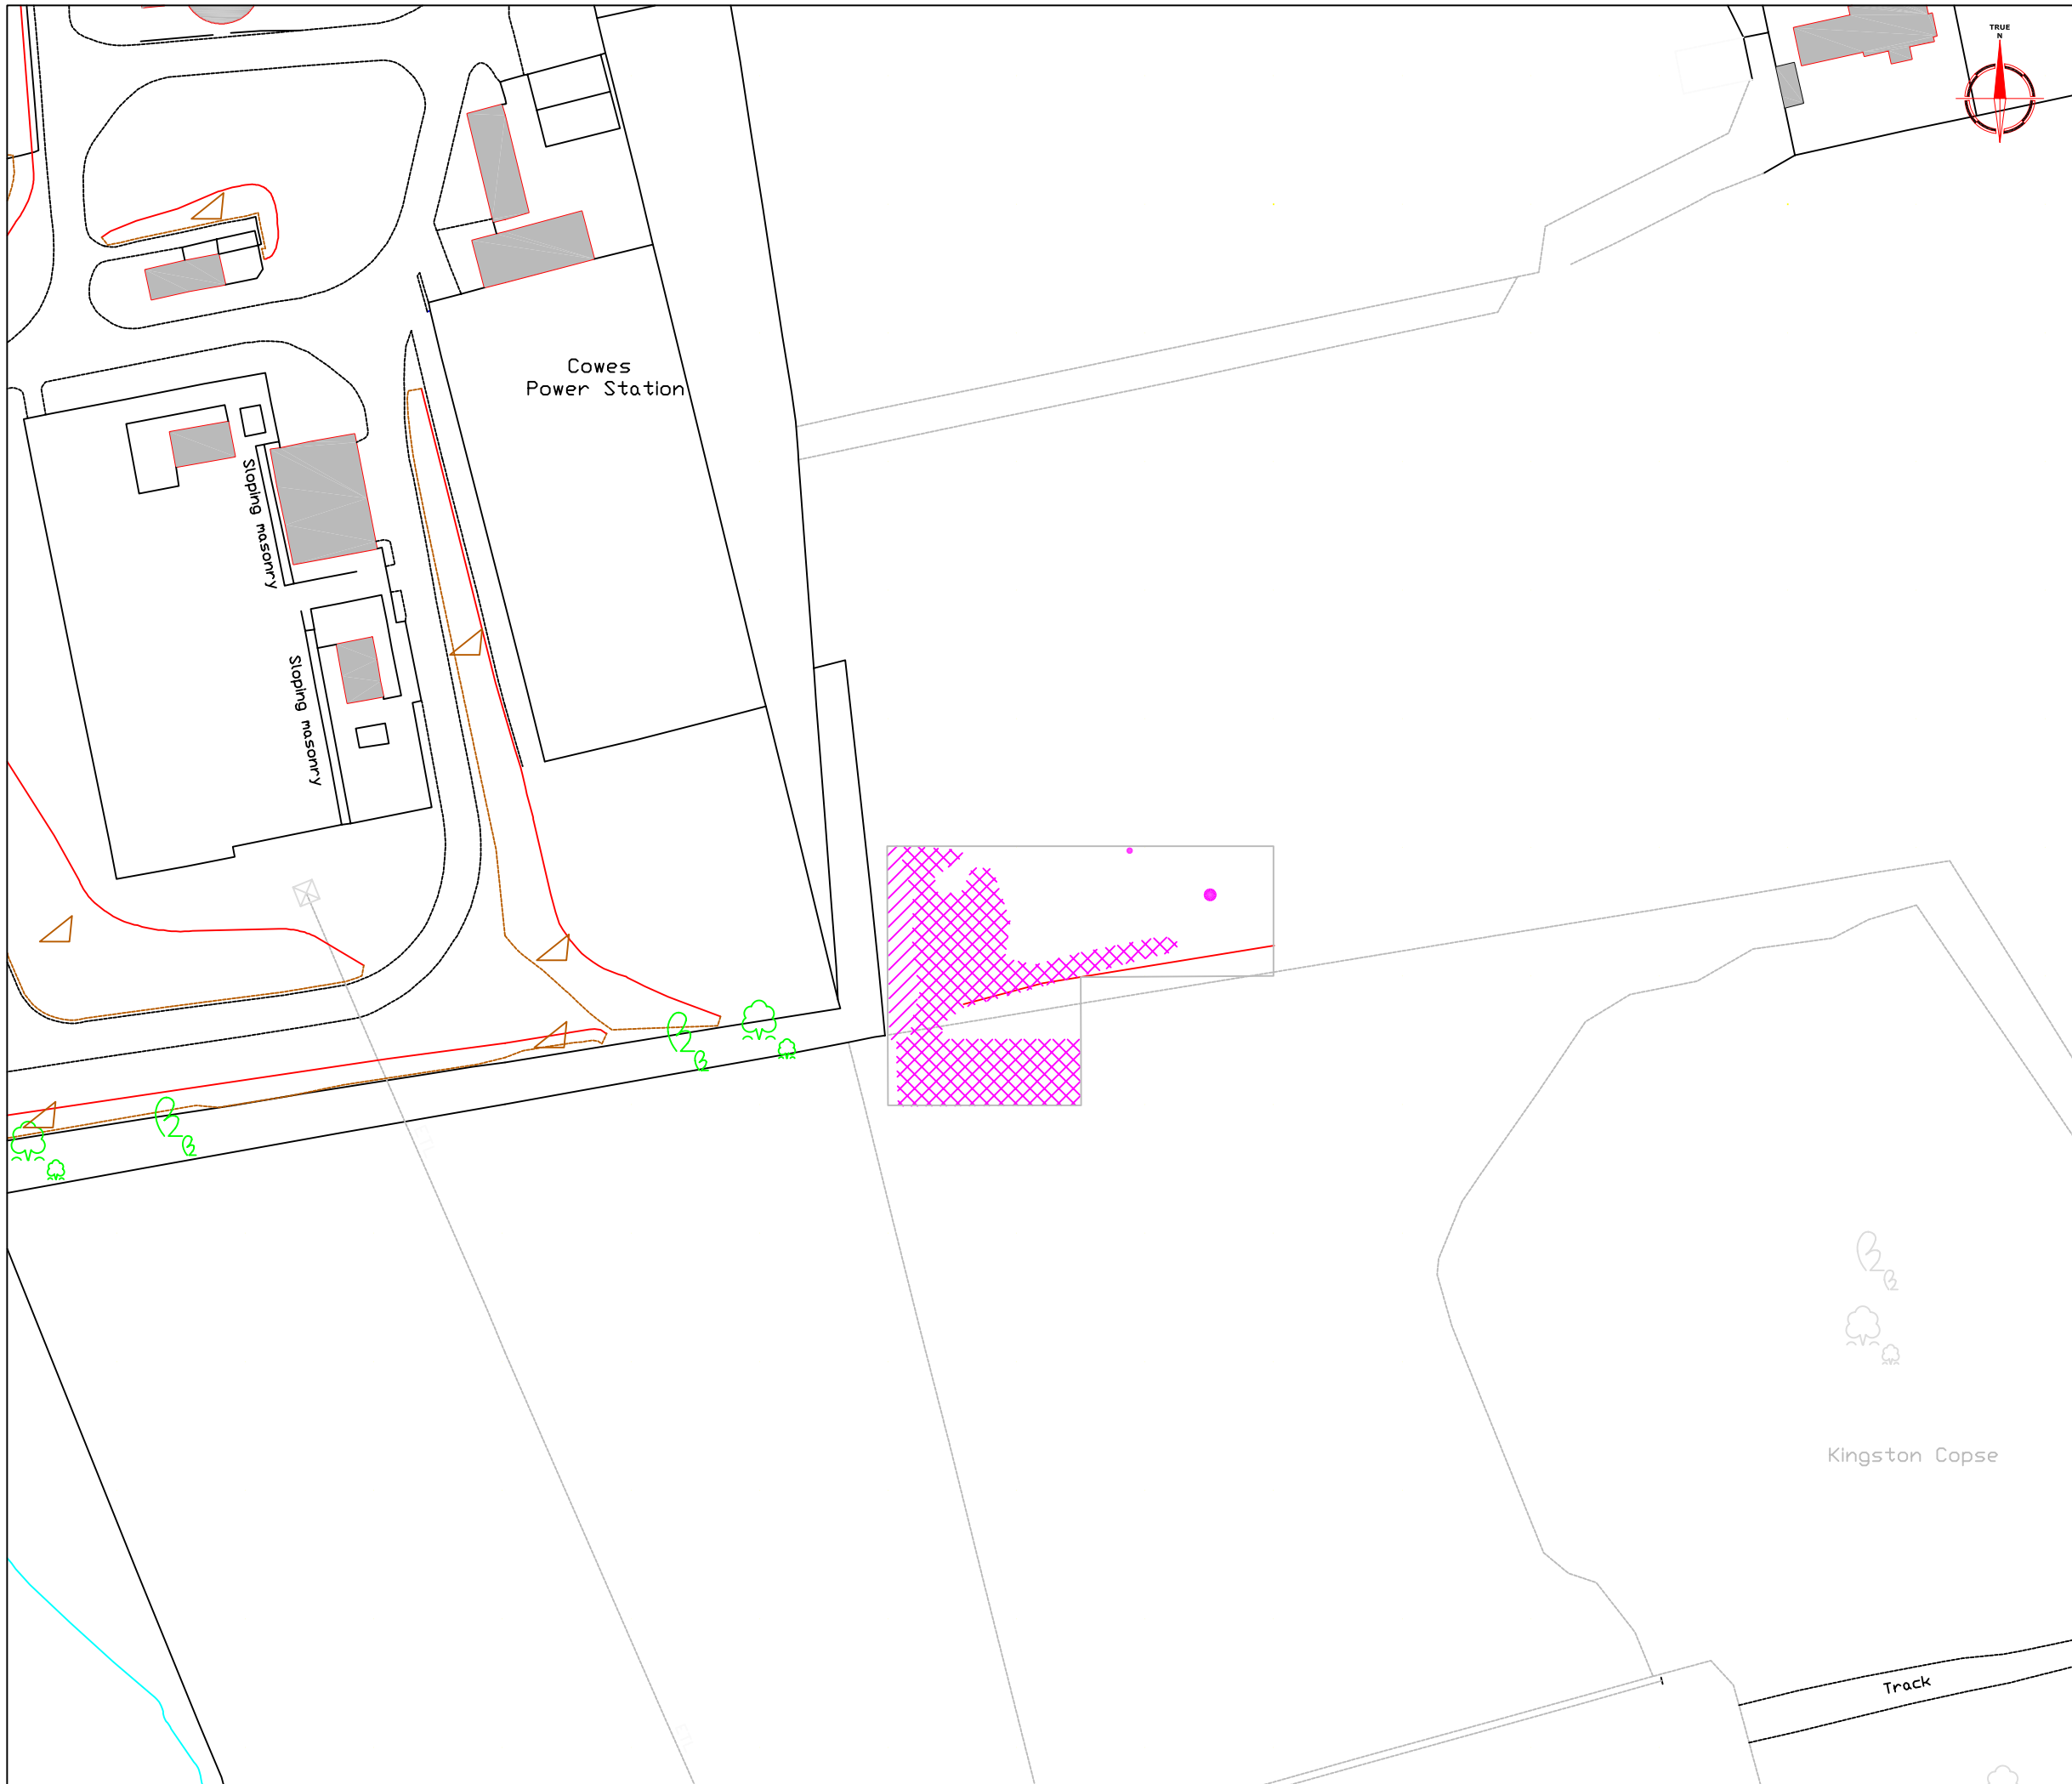 TRUE
N
Cowes
Power Station
Sloping masonry
Sloping masonry
Kingston Copse
Track